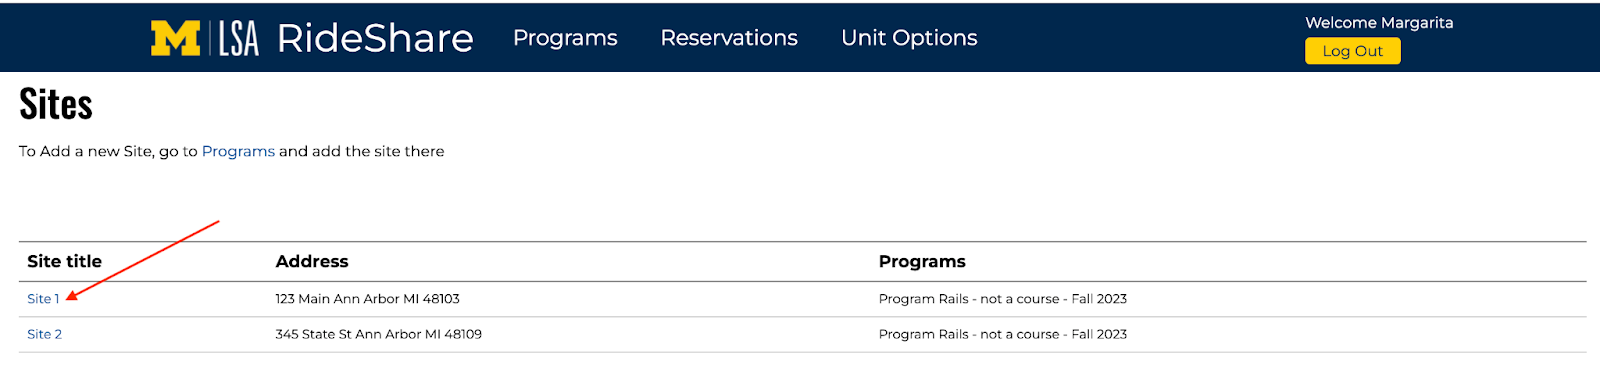 M LSA RideShare Programs Reservations Unit Options Welcome Margarita
Log Out
Sites
To Add a new Site, go to Programs and add the site there
Site title Address Programs
Site 1 123 Main Ann Arbor MI 48103 Program Rails - not a course - Fall 2023
Site 2 345 State St Ann Arbor MI 48109 Program Rails - not a course - Fall 2023